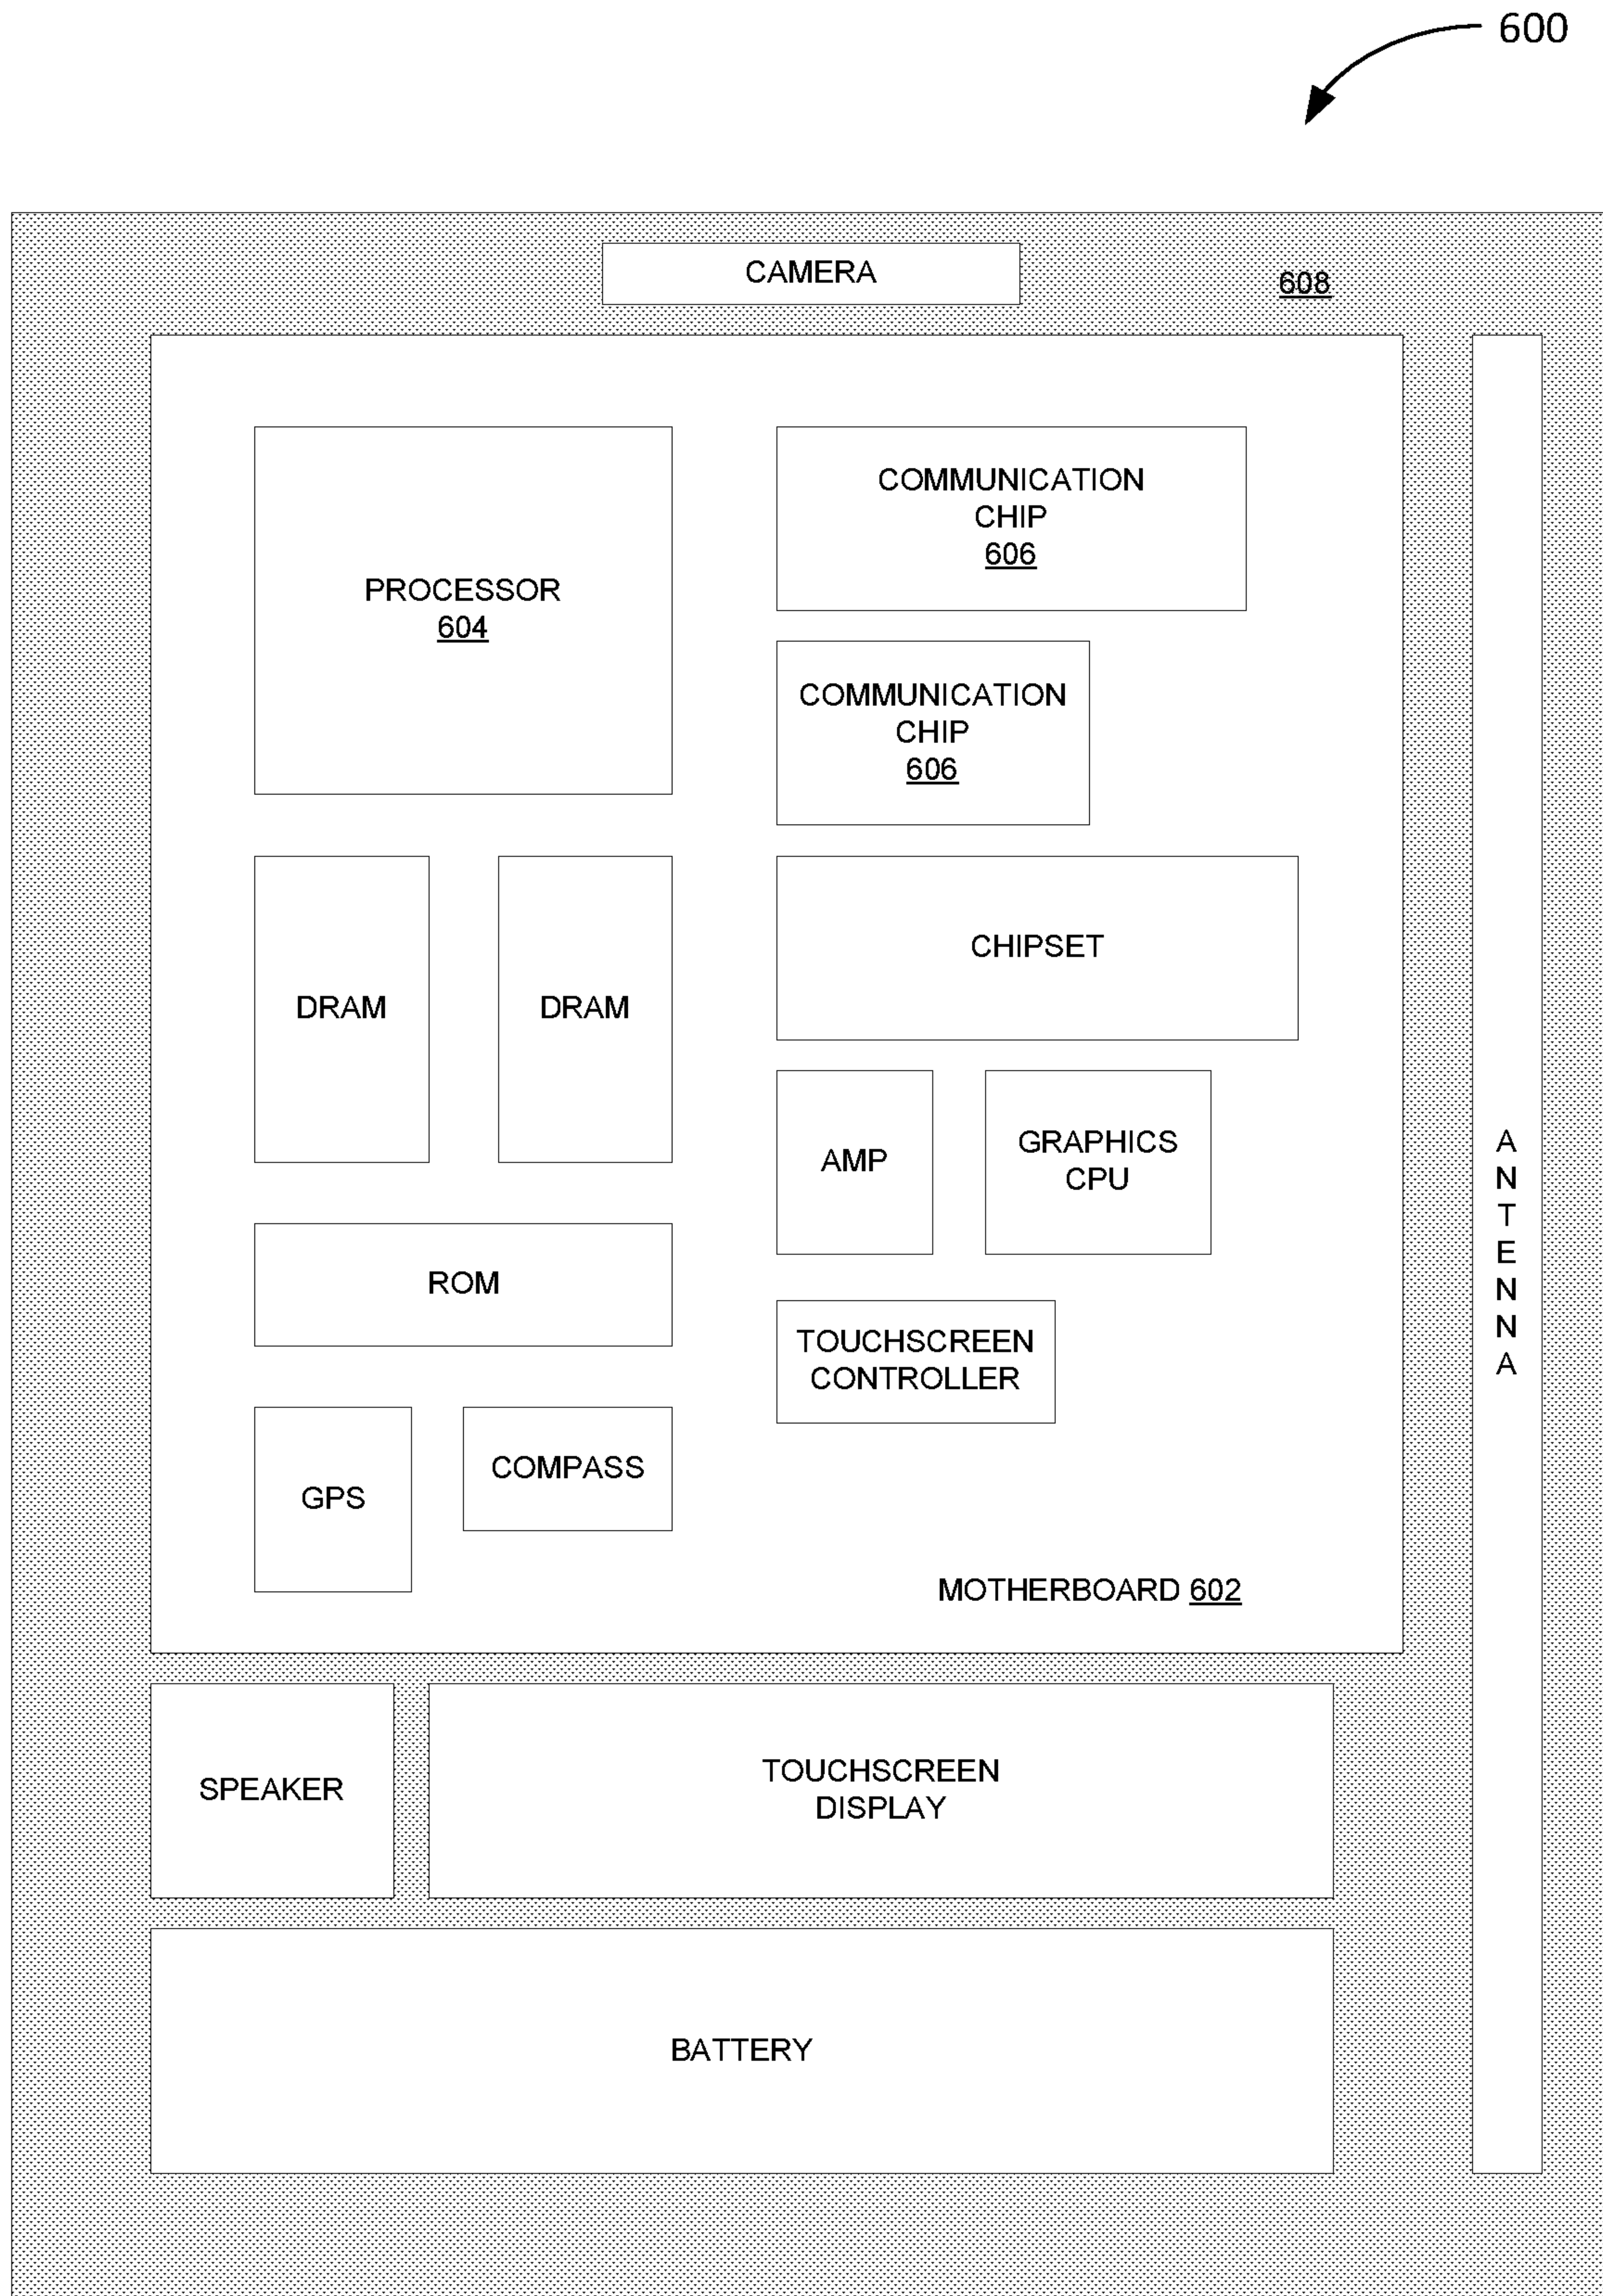 600
CAMERA
608
PROCESSOR
604
COMMUNICATION
CHIP
606
COMMUNICATION
CHIP
606
DRAM
DRAM
CHIPSET
AMP
GRAPHICS
CPU
ROM
TOUCHSCREEN
CONTROLLER
GPS
COMPASS
MOTHERBOARD 602
ANTENNA
SPEAKER
TOUCHSCREEN
DISPLAY
BATTERY